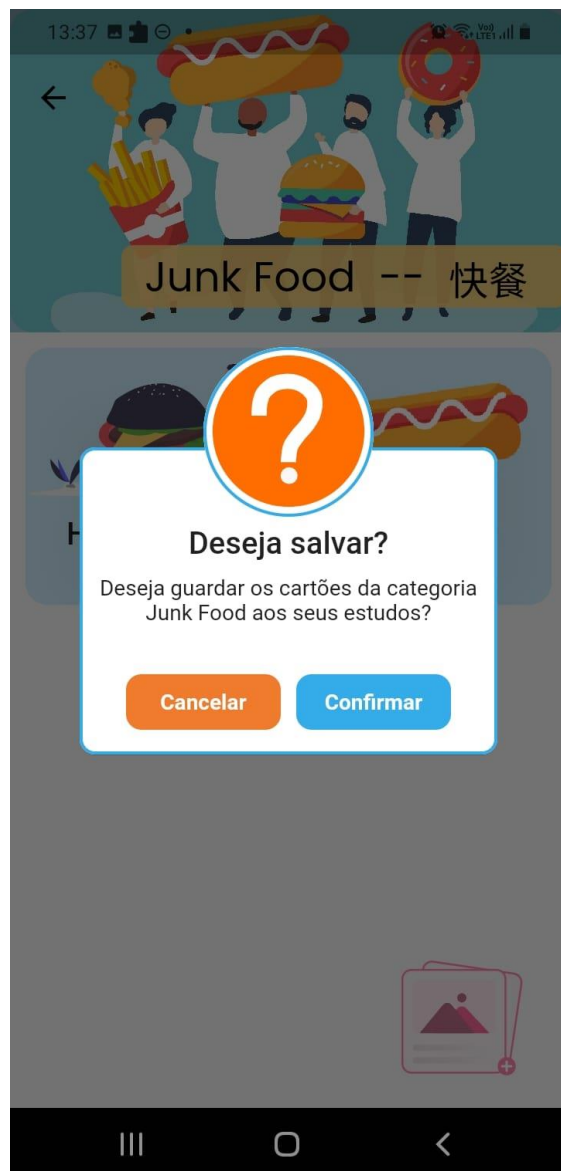 13:37
Junk Food -- 快餐
Deseja salvar?
Deseja guardar os cartões da categoria
Junk Food aos seus estudos?
Cancelar
Confirmar